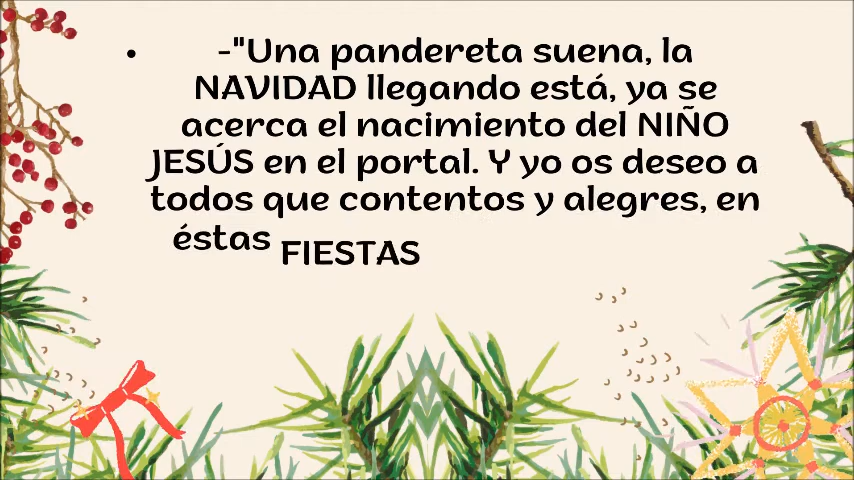 • -"Una pandereta suena, la
NAVIDAD llegando está, ya se
acerca el nacimiento del NIÑO
JESÚS en el portal. Y yo os deseo a
todos que contentos y alegres, en
éstas FIESTAS